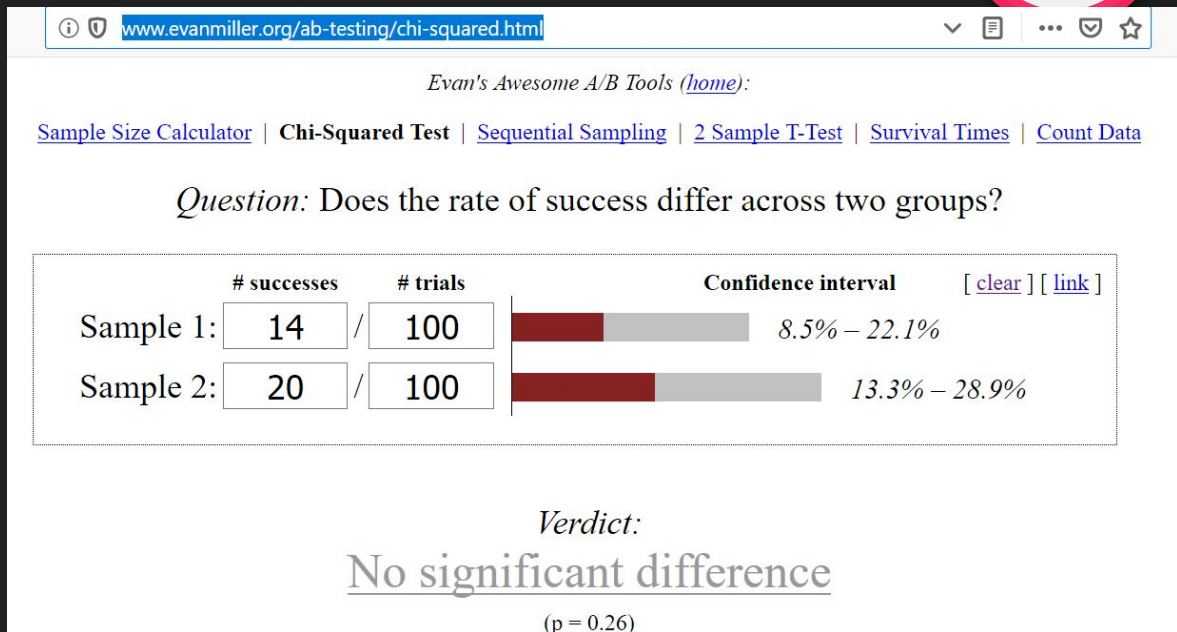 www.evanmiller.org/ab-testing/chi-squared.html
Evan's Awesome A/B Tools (home):
Sample Size Calculator | Chi-Squared Test | Sequential Sampling | 2 Sample T-Test | Survival Times | Count Data
Question: Does the rate of success differ across two groups?
# successes # trials Confidence interval [ clear ] [ link ]
Sample 1: 14 / 100 8.5% – 22.1%
Sample 2: 20 / 100 13.3% – 28.9%
Verdict:
No significant difference
(p = 0.26)